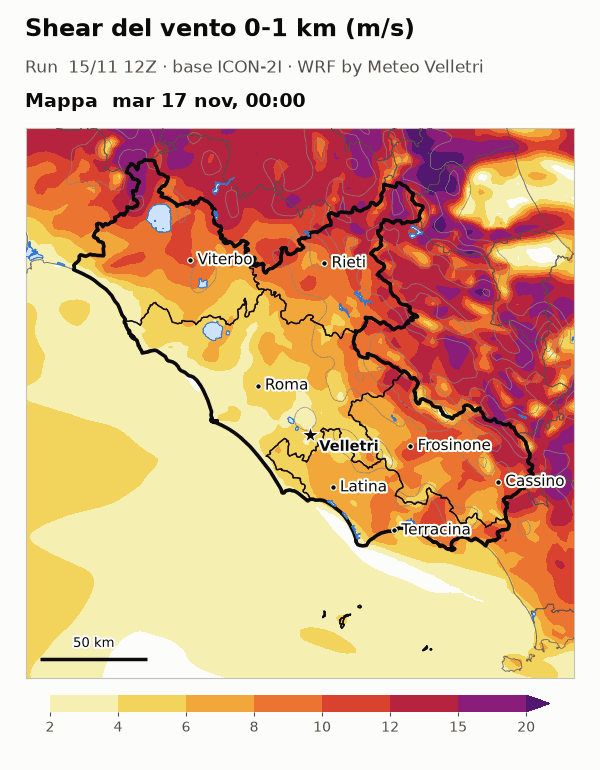 Shear del vento 0-1 km (m/s)
Run 15/11 12Z · base ICON-2I · WRF by Meteo Velletri
Mappa mar 17 nov, 00:00
Viterbo
Rieti
Roma
Velletri
Frosinone
Latina
Cassino
Terracina
50 km
2 4 6 8 10 12 15 20